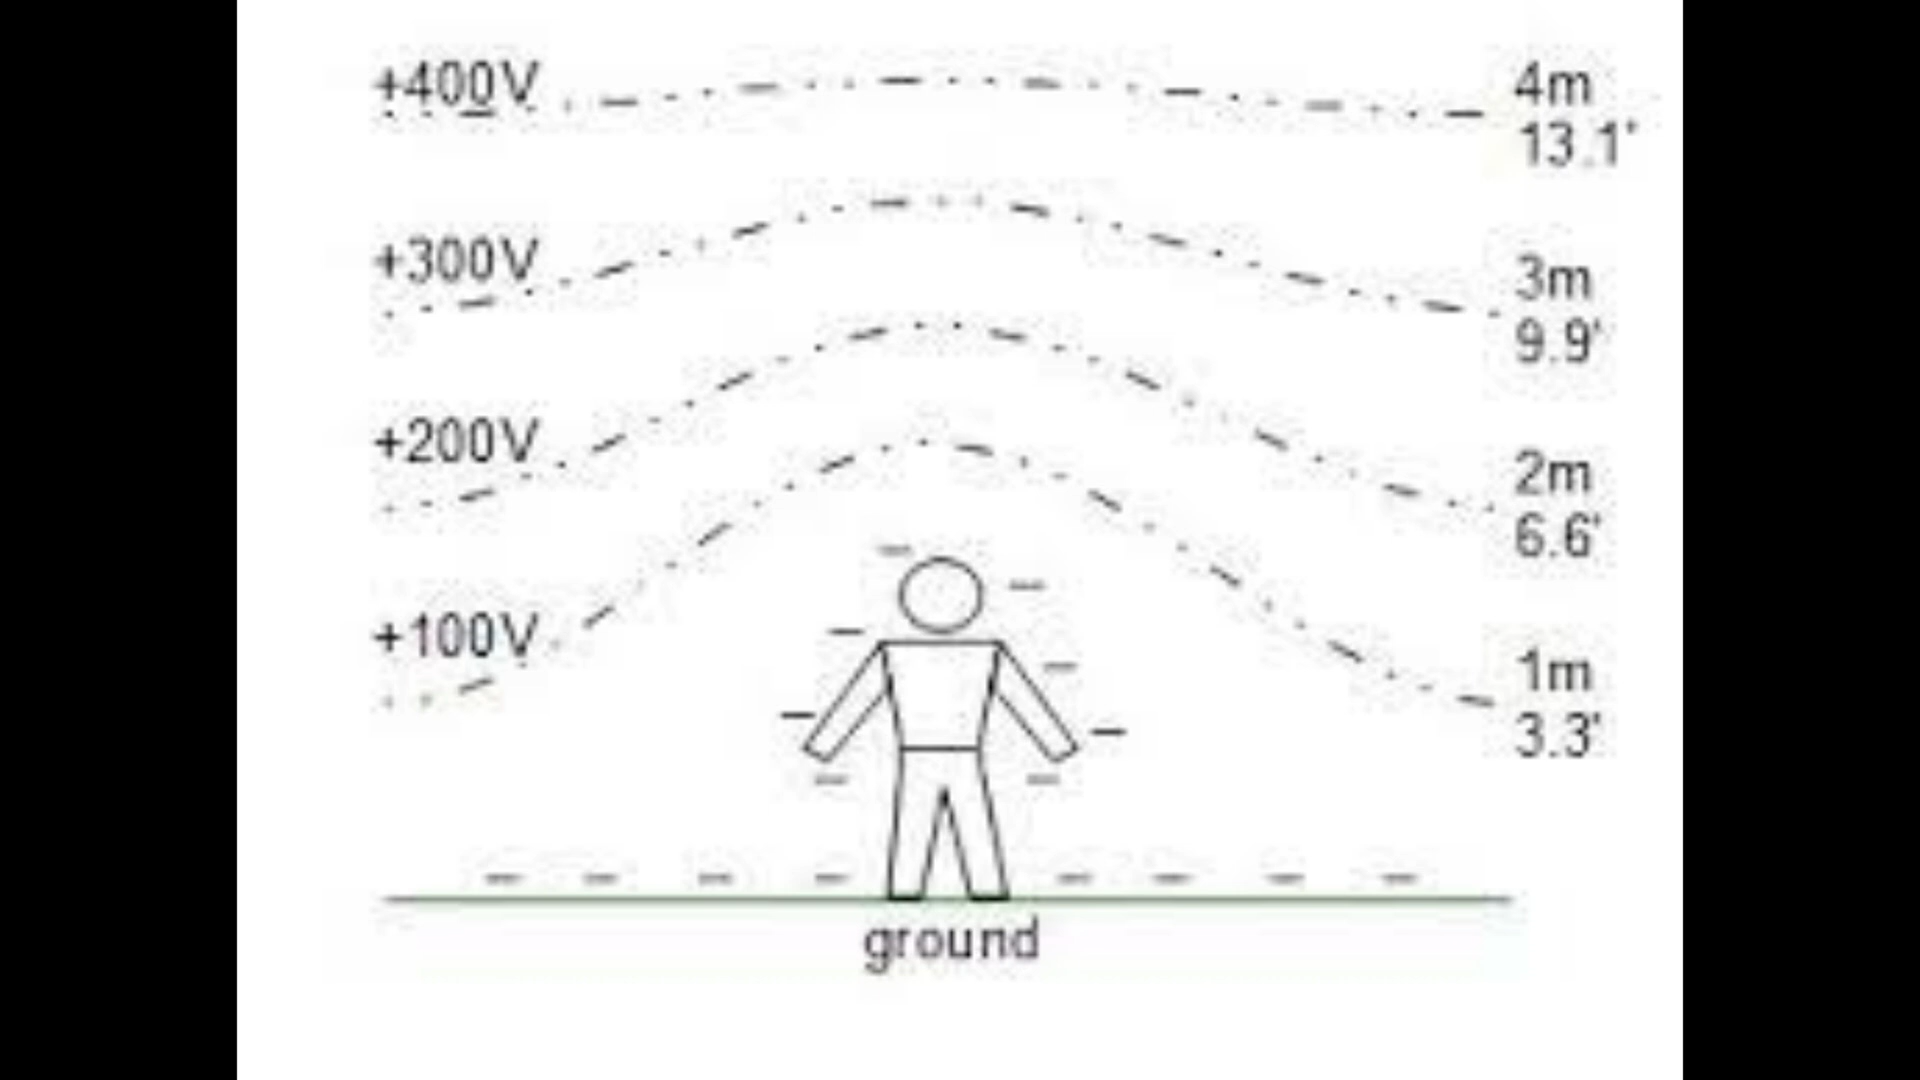 +400V
4m
13.1'
+300V
3m
9.9'
+200V
2m
6.6'
+100V
1m
3.3'
ground